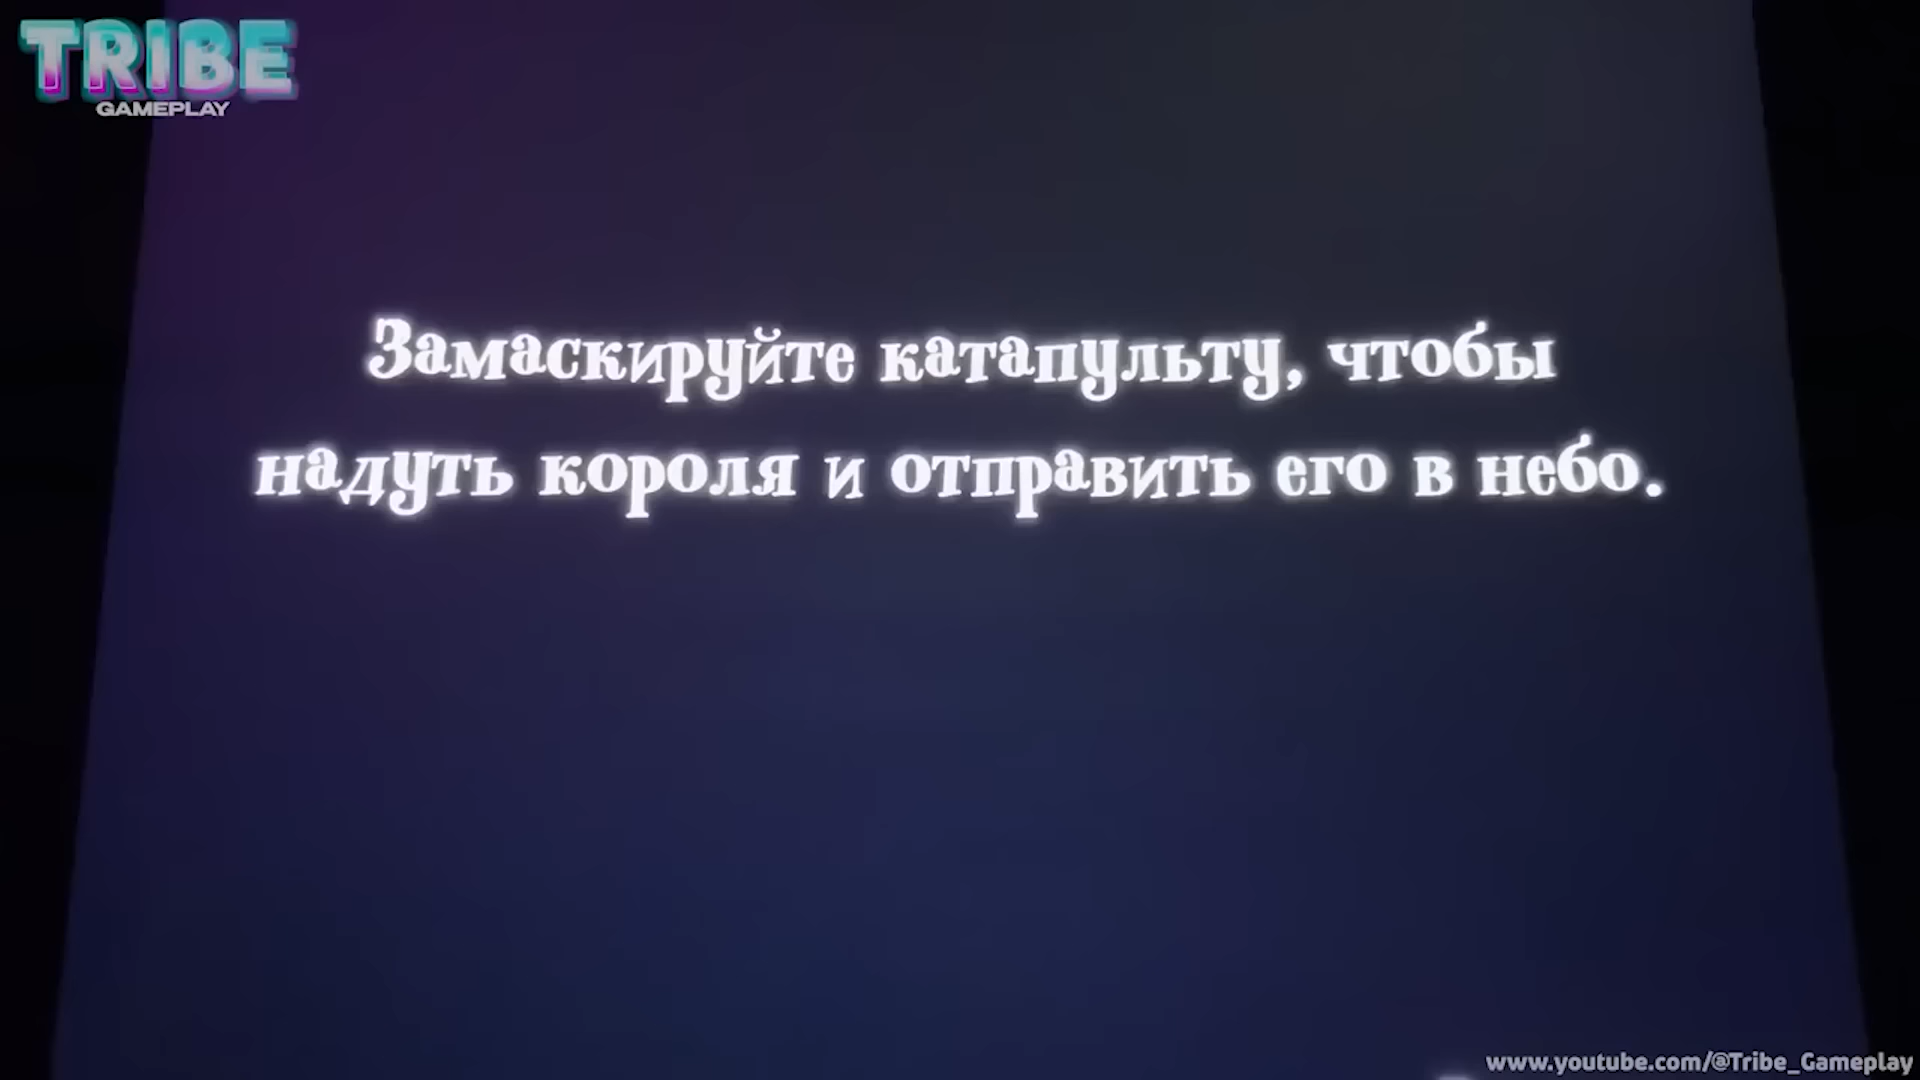 TRIBE
GAMEPLAY
Замаскируйте катапульту, чтобы
надуть короля и отправить его в небо.
www.youtube.com/@Tribe_Gameplay